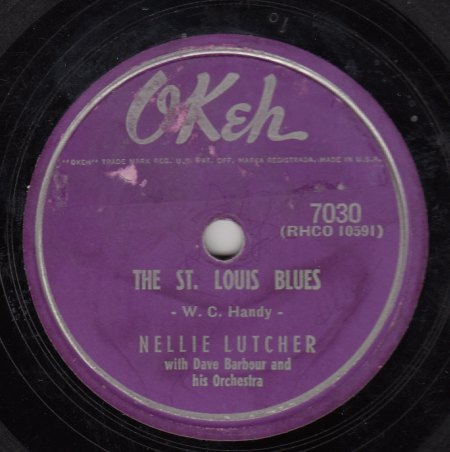 OKeh
"OKEH" TRADE MARK REG. U.S. PAT. OFF. MARCA REGISTRADA. MADE IN U.S.A.
7030
(RHCO 10591)
THE ST. LOUIS BLUES
- W. C. Handy -
NELLIE LUTCHER
with Dave Barbour and
his Orchestra